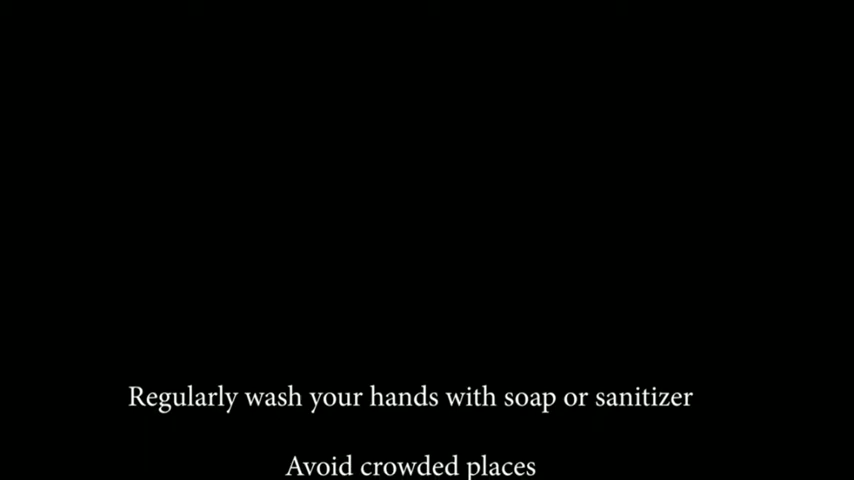 Regularly wash your hands with soap or sanitizer
Avoid crowded places